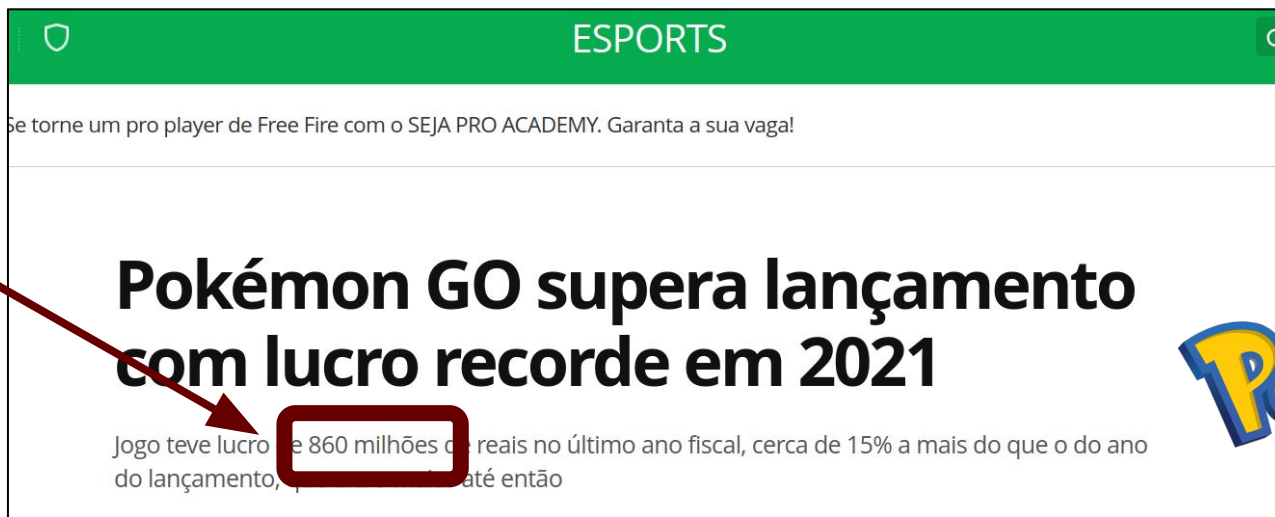 ESPORTS
Se torne um pro player de Free Fire com o SEJA PRO ACADEMY. Garanta a sua vaga!
Pokémon GO supera lançamento
com lucro recorde em 2021
Jogo teve lucro de 860 milhões de reais no último ano fiscal, cerca de 15% a mais do que o do ano
do lançamento, até então